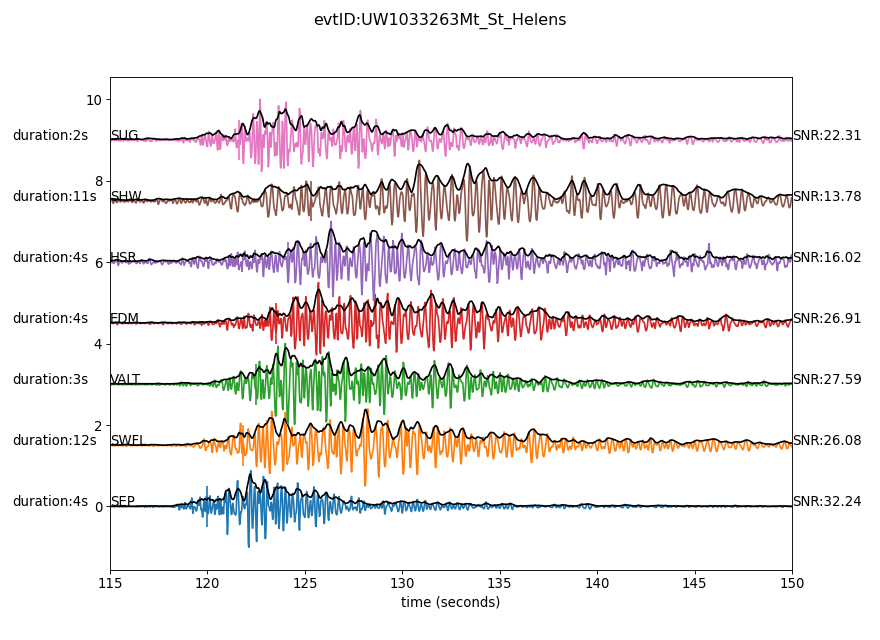 evtID:UW1033263Mt_St_Helens
10
duration:2s SUG SNR:22.31
8
duration:11s SHW SNR:13.78
duration:4s HSR SNR:16.02
6
duration:4s EDM SNR:26.91
4
duration:3s VALT SNR:27.59
2
duration:12s SWFL SNR:26.08
duration:4s SEP SNR:32.24
0
115 120 125 130 135 140 145 150
time (seconds)